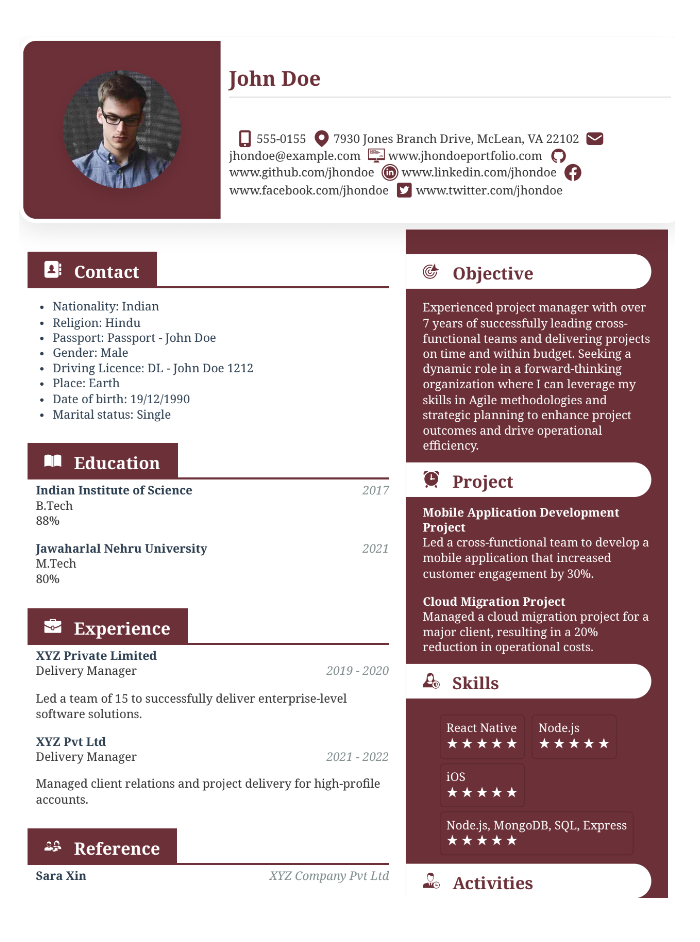 John Doe
555-0155 7930 Jones Branch Drive, McLean, VA 22102
jhondoe@example.com www.jhondoeportfolio.com
www.github.com/jhondoe www.linkedin.com/jhondoe
www.facebook.com/jhondoe www.twitter.com/jhondoe
Contact
• Nationality: Indian
• Religion: Hindu
• Passport: Passport - John Doe
• Gender: Male
• Driving Licence: DL - John Doe 1212
• Place: Earth
• Date of birth: 19/12/1990
• Marital status: Single
Education
Indian Institute of Science 2017
B.Tech
88%
Jawaharlal Nehru University 2021
M.Tech
80%
Experience
XYZ Private Limited
Delivery Manager 2019 - 2020
Led a team of 15 to successfully deliver enterprise-level
software solutions.
XYZ Pvt Ltd
Delivery Manager 2021 - 2022
Managed client relations and project delivery for high-profile
accounts.
Reference
Sara Xin XYZ Company Pvt Ltd
Objective
Experienced project manager with over
7 years of successfully leading cross-
functional teams and delivering projects
on time and within budget. Seeking a
dynamic role in a forward-thinking
organization where I can leverage my
skills in Agile methodologies and
strategic planning to enhance project
outcomes and drive operational
efficiency.
Project
Mobile Application Development
Project
Led a cross-functional team to develop a
mobile application that increased
customer engagement by 30%.
Cloud Migration Project
Managed a cloud migration project for a
major client, resulting in a 20%
reduction in operational costs.
Skills
React Native Node.js
★★★★★ ★★★★★
iOS
★★★★★
Node.js, MongoDB, SQL, Express
★★★★★
Activities